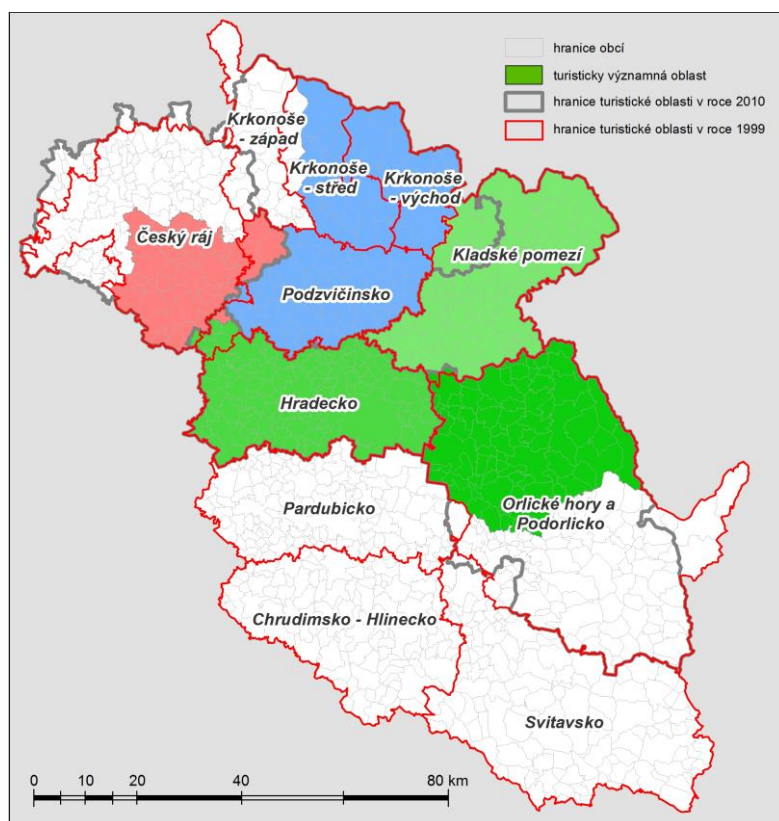 hranice obcí
turisticky významná oblast
hranice turistické oblasti v roce 2010
hranice turistické oblasti v roce 1999
Krkonoše
- západ
Krkonoše
- střed
Krkonoše
- východ
Český ráj
Kladské pomezí
Podzvičinsko
Hradecko
Pardubicko
Orlické hory a
Podorlicko
Chrudimsko - Hlinecko
Svitavsko
0 10 20 40 80 km